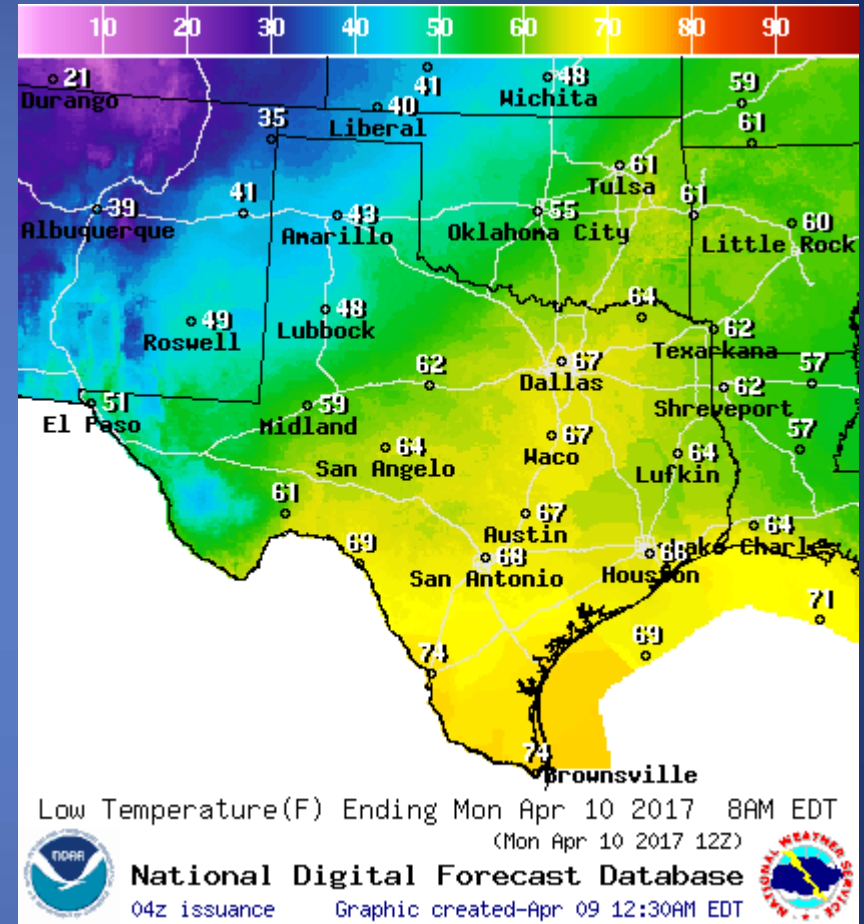 10 20 30 40 50 60 70 80 90
21
Durango
41
48
Wichita
59
35
40
Liberal
61
61
Tulsa
39
Albuquerque
41
43
Amarillo
55
Oklahoma City
61
60
Little Rock
49
Roswell
48
Lubbock
64
62
Texarkana
62
67
Dallas
57
51
El Paso
59
Midland
62
Shreveport
64
San Angelo
67
Waco
64
Lufkin
57
61
67
Austin
64
Lake Charles
69
68
San Antonio
66
Houston
71
74
69
74
Brownsville
Low Temperature(F) Ending Mon Apr 10 2017 8AM EDT
(Mon Apr 10 2017 12Z)
NOAA
National Digital Forecast Database
04z issuance Graphic created-Apr 09 12:30AM EDT
NATIONAL WEATHER SERVICE